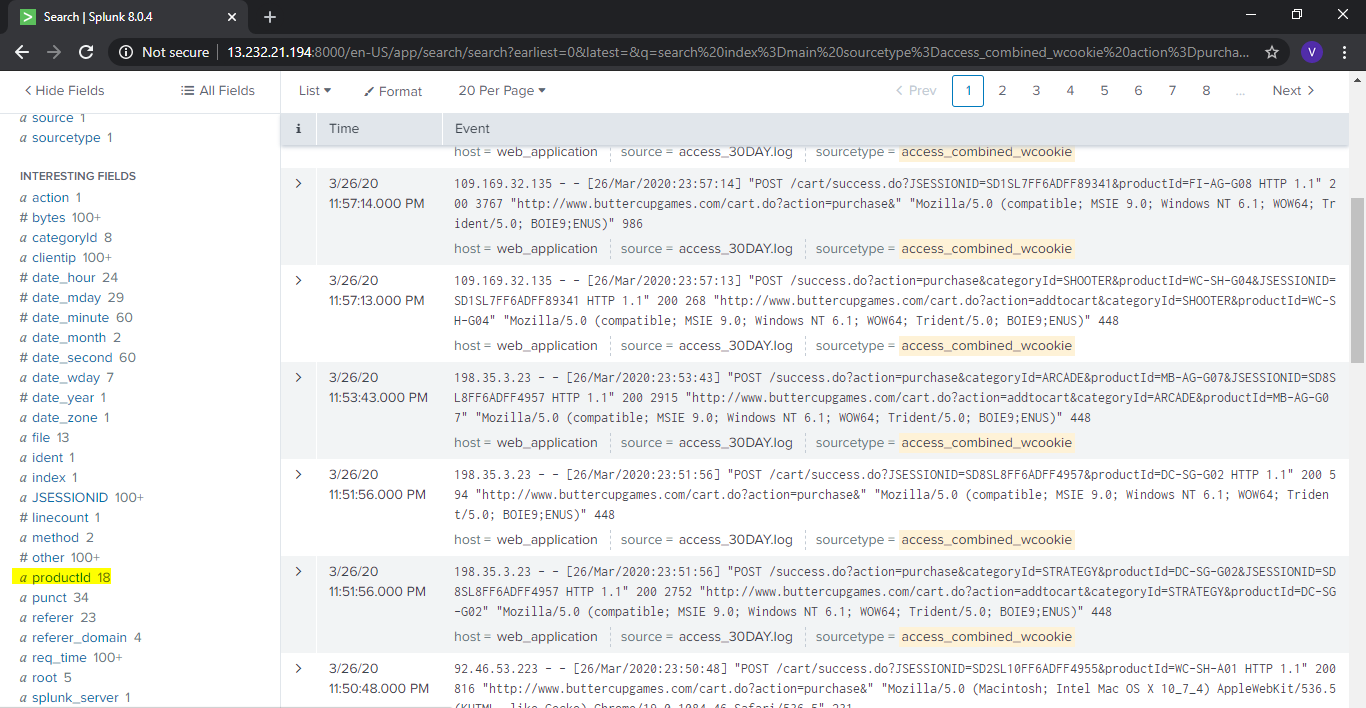 Search | Splunk 8.0.4
Not secure | 13.232.21.194:8000/en-US/app/search/search?earliest=0&latest=&q=search%20index%3Dmain%20sourcetype%3Daccess_combined_wcookie%20action%3Dpurcha...
V
Hide Fields
All Fields
List
Format
20 Per Page
Prev
1 2 3 4 5 6 7 8 ... Next
a source 1
a sourcetype 1
INTERESTING FIELDS
a action 1
# bytes 100+
a categoryId 8
a clientip 100+
# date_hour 24
# date_mday 29
# date_minute 60
a date_month 2
# date_second 60
a date_wday 7
# date_year 1
a date_zone 1
a file 13
a ident 1
a index 1
a JSESSIONID 100+
# linecount 1
a method 2
# other 100+
a productId 18
a punct 34
a referer 23
a referer_domain 4
a req_time 100+
a root 5
a splunk_server 1
i Time Event
host = web_application source = access_30DAY.log sourcetype = access_combined_wcookie
3/26/20
11:57:14.000 PM
109.169.32.135 - - [26/Mar/2020:23:57:14] "POST /cart/success.do?JSESSIONID=SD1SL7FF6ADFF89341&productId=FI-AG-G08 HTTP 1.1" 2
00 3767 "http://www.buttercupgames.com/cart.do?action=purchase&" "Mozilla/5.0 (compatible; MSIE 9.0; Windows NT 6.1; WOW64; Tr
ident/5.0; BOIE9;ENUS)" 986
host = web_application source = access_30DAY.log sourcetype = access_combined_wcookie
3/26/20
11:57:13.000 PM
109.169.32.135 - - [26/Mar/2020:23:57:13] "POST /success.do?action=purchase&categoryId=SHOOTER&productId=WC-SH-G04&JSESSIONID=
SD1SL7FF6ADFF89341 HTTP 1.1" 200 268 "http://www.buttercupgames.com/cart.do?action=addtocart&categoryId=SHOOTER&productId=WC-S
H-G04" "Mozilla/5.0 (compatible; MSIE 9.0; Windows NT 6.1; WOW64; Trident/5.0; BOIE9;ENUS)" 448
host = web_application source = access_30DAY.log sourcetype = access_combined_wcookie
3/26/20
11:53:43.000 PM
198.35.3.23 - - [26/Mar/2020:23:53:43] "POST /success.do?action=purchase&categoryId=ARCADE&productId=MB-AG-G07&JSESSIONID=SD8S
L8FF6ADFF4957 HTTP 1.1" 200 2915 "http://www.buttercupgames.com/cart.do?action=addtocart&categoryId=ARCADE&productId=MB-AG-G0
7" "Mozilla/5.0 (compatible; MSIE 9.0; Windows NT 6.1; WOW64; Trident/5.0; BOIE9;ENUS)" 448
host = web_application source = access_30DAY.log sourcetype = access_combined_wcookie
3/26/20
11:51:56.000 PM
198.35.3.23 - - [26/Mar/2020:23:51:56] "POST /cart/success.do?JSESSIONID=SD8SL8FF6ADFF4957&productId=DC-SG-G02 HTTP 1.1" 200 5
94 "http://www.buttercupgames.com/cart.do?action=purchase&" "Mozilla/5.0 (compatible; MSIE 9.0; Windows NT 6.1; WOW64; Triden
t/5.0; BOIE9;ENUS)" 448
host = web_application source = access_30DAY.log sourcetype = access_combined_wcookie
3/26/20
11:51:56.000 PM
198.35.3.23 - - [26/Mar/2020:23:51:56] "POST /success.do?action=purchase&categoryId=STRATEGY&productId=DC-SG-G02&JSESSIONID=SD
8SL8FF6ADFF4957 HTTP 1.1" 200 2752 "http://www.buttercupgames.com/cart.do?action=addtocart&categoryId=STRATEGY&productId=DC-SG
-G02" "Mozilla/5.0 (compatible; MSIE 9.0; Windows NT 6.1; WOW64; Trident/5.0; BOIE9;ENUS)" 448
host = web_application source = access_30DAY.log sourcetype = access_combined_wcookie
3/26/20
11:50:48.000 PM
92.46.53.223 - - [26/Mar/2020:23:50:48] "POST /cart/success.do?JSESSIONID=SD2SL10FF6ADFF4955&productId=WC-SH-A01 HTTP 1.1" 200
816 "http://www.buttercupgames.com/cart.do?action=purchase&" "Mozilla/5.0 (Macintosh; Intel Mac OS X 10_7_4) AppleWebKit/536.5
(KHTML, like Gecko) Chrome/19.0.1084.46 Safari/536.5" 231